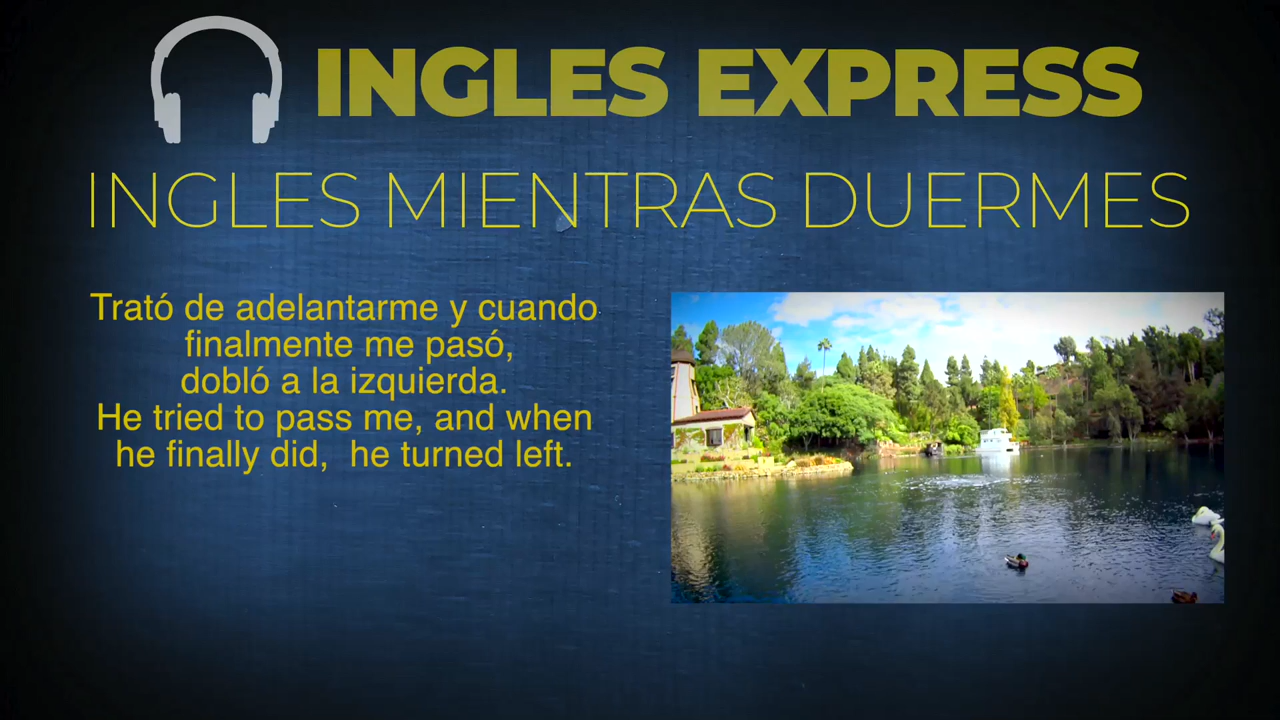 INGLES EXPRESS
INGLES MIENTRAS DUERMES
Trató de adelantarme y cuando
finalmente me pasó,
dobló a la izquierda.
He tried to pass me, and when
he finally did,  he turned left.